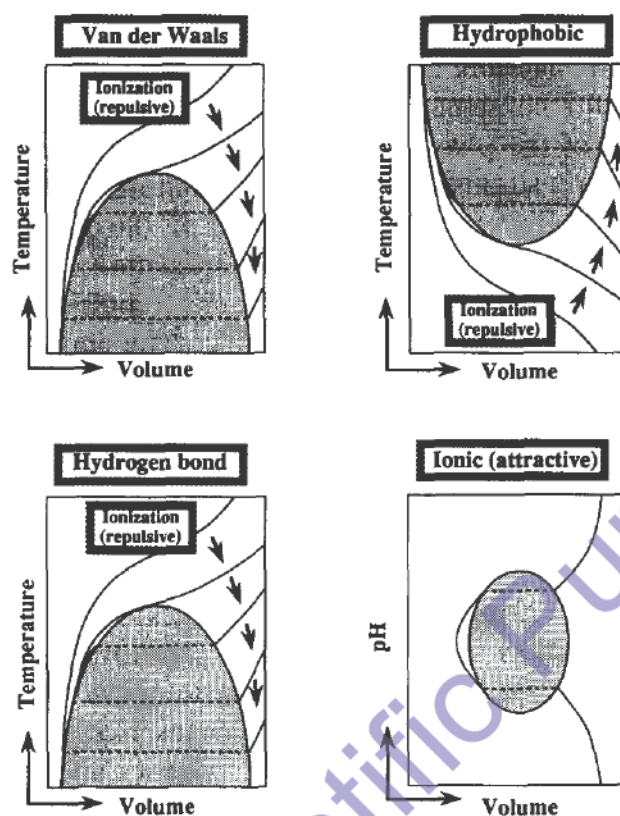 Van der Waals
Ionization
(repulsive)
Temperature
Volume
Hydrophobic
Temperature
Ionization
(repulsive)
Volume
Hydrogen bond
Ionization
(repulsive)
Temperature
Volume
Ionic (attractive)
pH
Volume